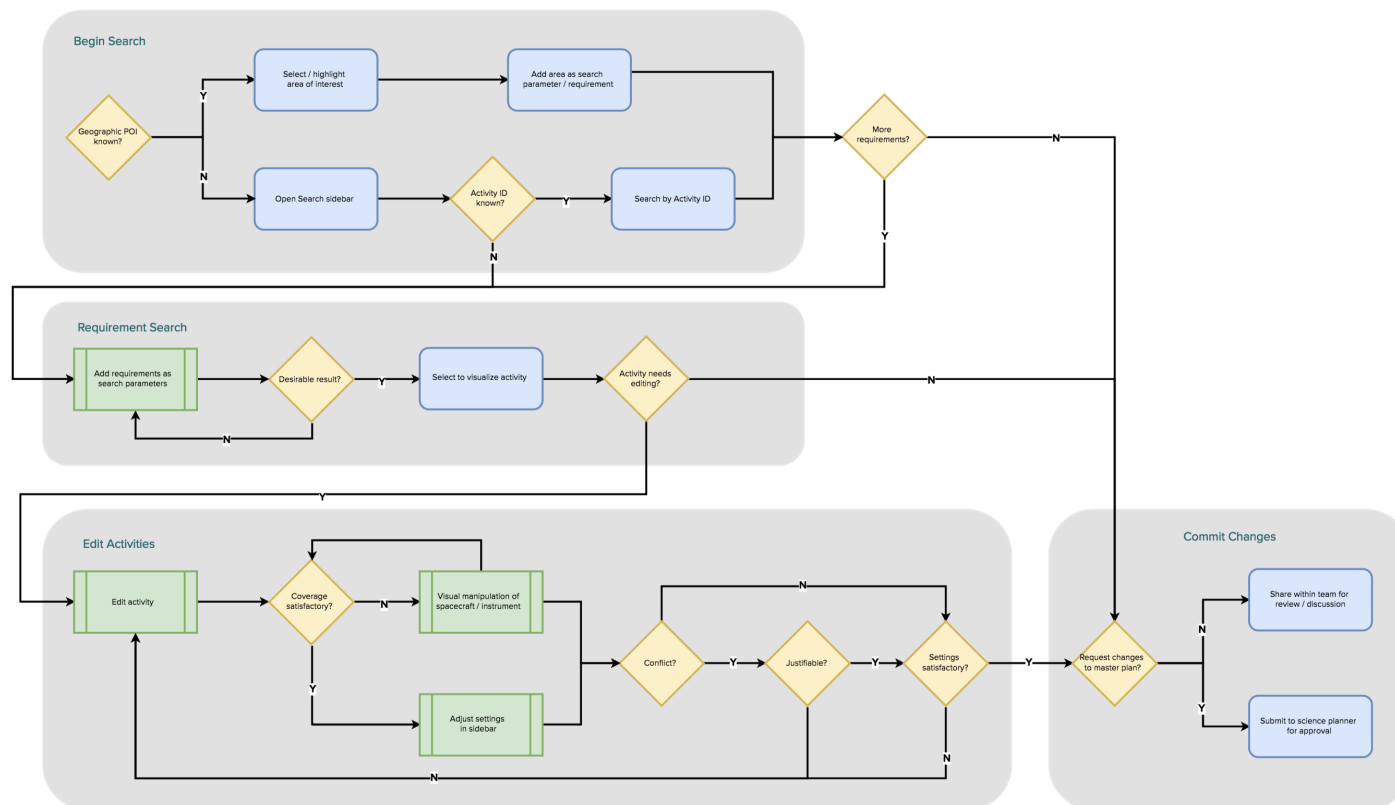 Begin Search
Select / highlight
area of interest
Add area as search
parameter / requirement
Y
Geographic POI
known?
More
requirements?
N
N
Open Search sidebar
Activity ID
known?
Y
Search by Activity ID
Y
N
Requirement Search
Add requirements as
search parameters
Desirable result?
Y
Select to visualize activity
Activity needs
editing?
N
N
Y
Edit Activities
Commit Changes
Edit activity
Coverage
satisfactory?
N
Visual manipulation of
spacecraft / instrument
N
Share within team for
review / discussion
N
Conflict?
Y
Justifiable?
Y
Settings
satisfactory?
Y
Request changes
to master plan?
Y
Adjust settings
in sidebar
Y
Submit to science planner
for approval
N
N